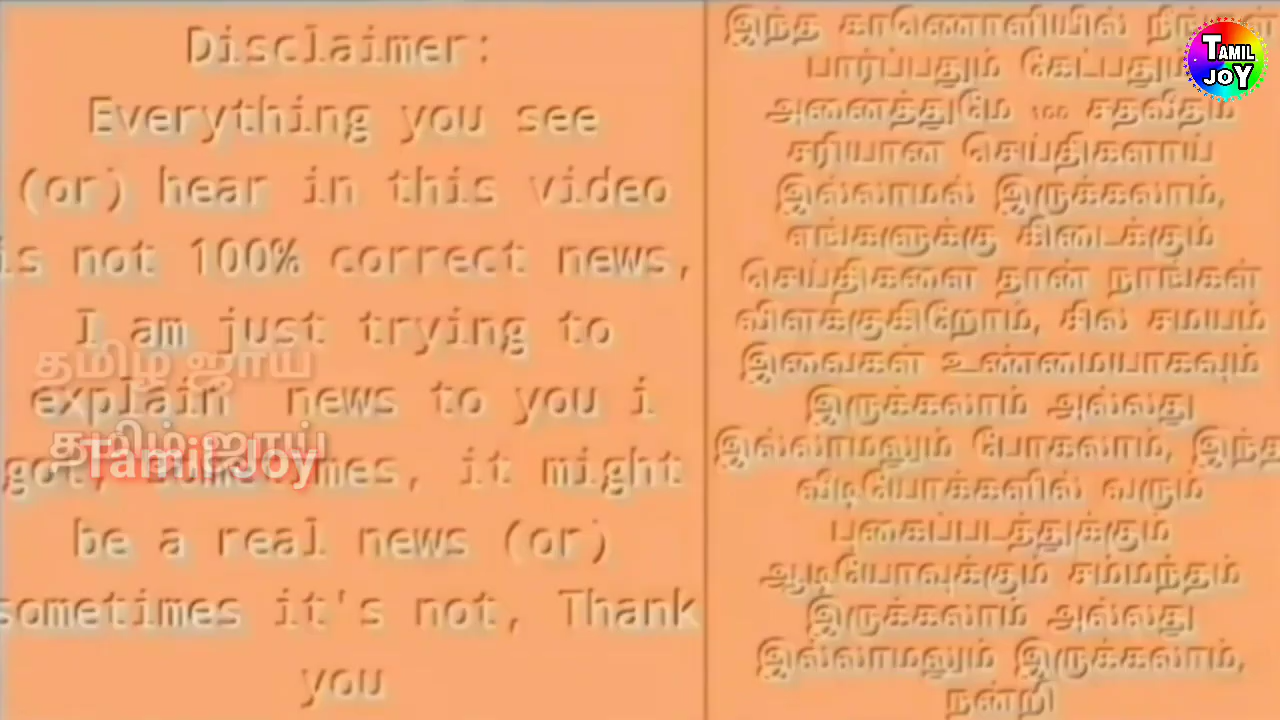 Disclaimer:
Everything you see
(or) hear in this video
is not 100% correct news,
I am just trying to
explain news to you i
got, sometimes, it might
be a real news (or)
sometimes it's not, Thank
you
தமிழ் ஜாய்
தமிழ் ஜாய்
Tamil Joy
இந்த காணொளியில் நீங்கள்
பார்ப்பதும் கேட்பதும்
அனைத்துமே 100 சதவீதம்
சரியான செய்திகளாய்
இல்லாமல் இருக்கலாம்,
எங்களுக்கு கிடைக்கும்
செய்திகளை தான் நாங்கள்
விளக்குகிறோம், சில சமயம்
இவைகள் உண்மையாகவும்
இருக்கலாம் அல்லது
இல்லாமலும் போகலாம், இந்த
வீடியோக்களில் வரும்
புகைப்படத்துக்கும்
ஆடியோவுக்கும் சம்மந்தம்
இருக்கலாம் அல்லது
இல்லாமலும் இருக்கலாம்,
நன்றி
TAMIL
JOY